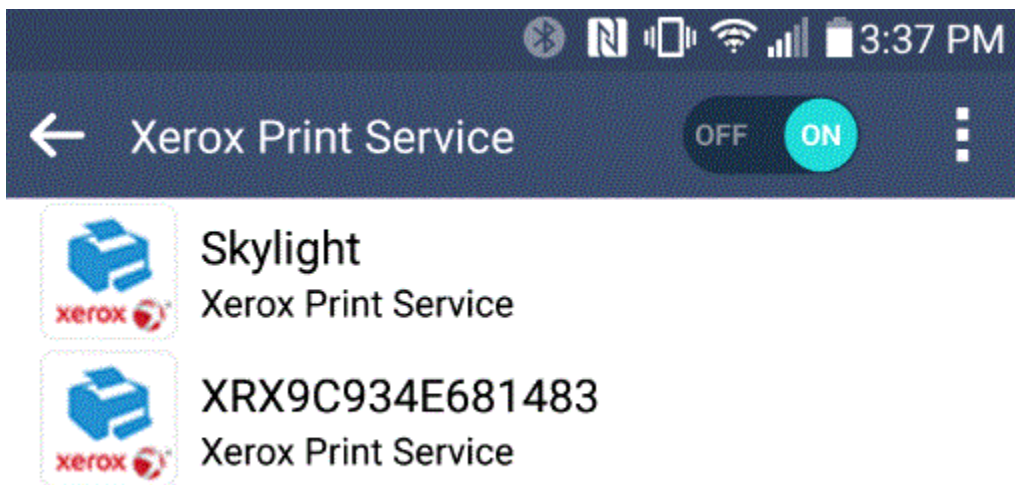 3:37 PM
Xerox Print Service OFF ON
xerox
Skylight
Xerox Print Service
xerox
XRX9C934E681483
Xerox Print Service